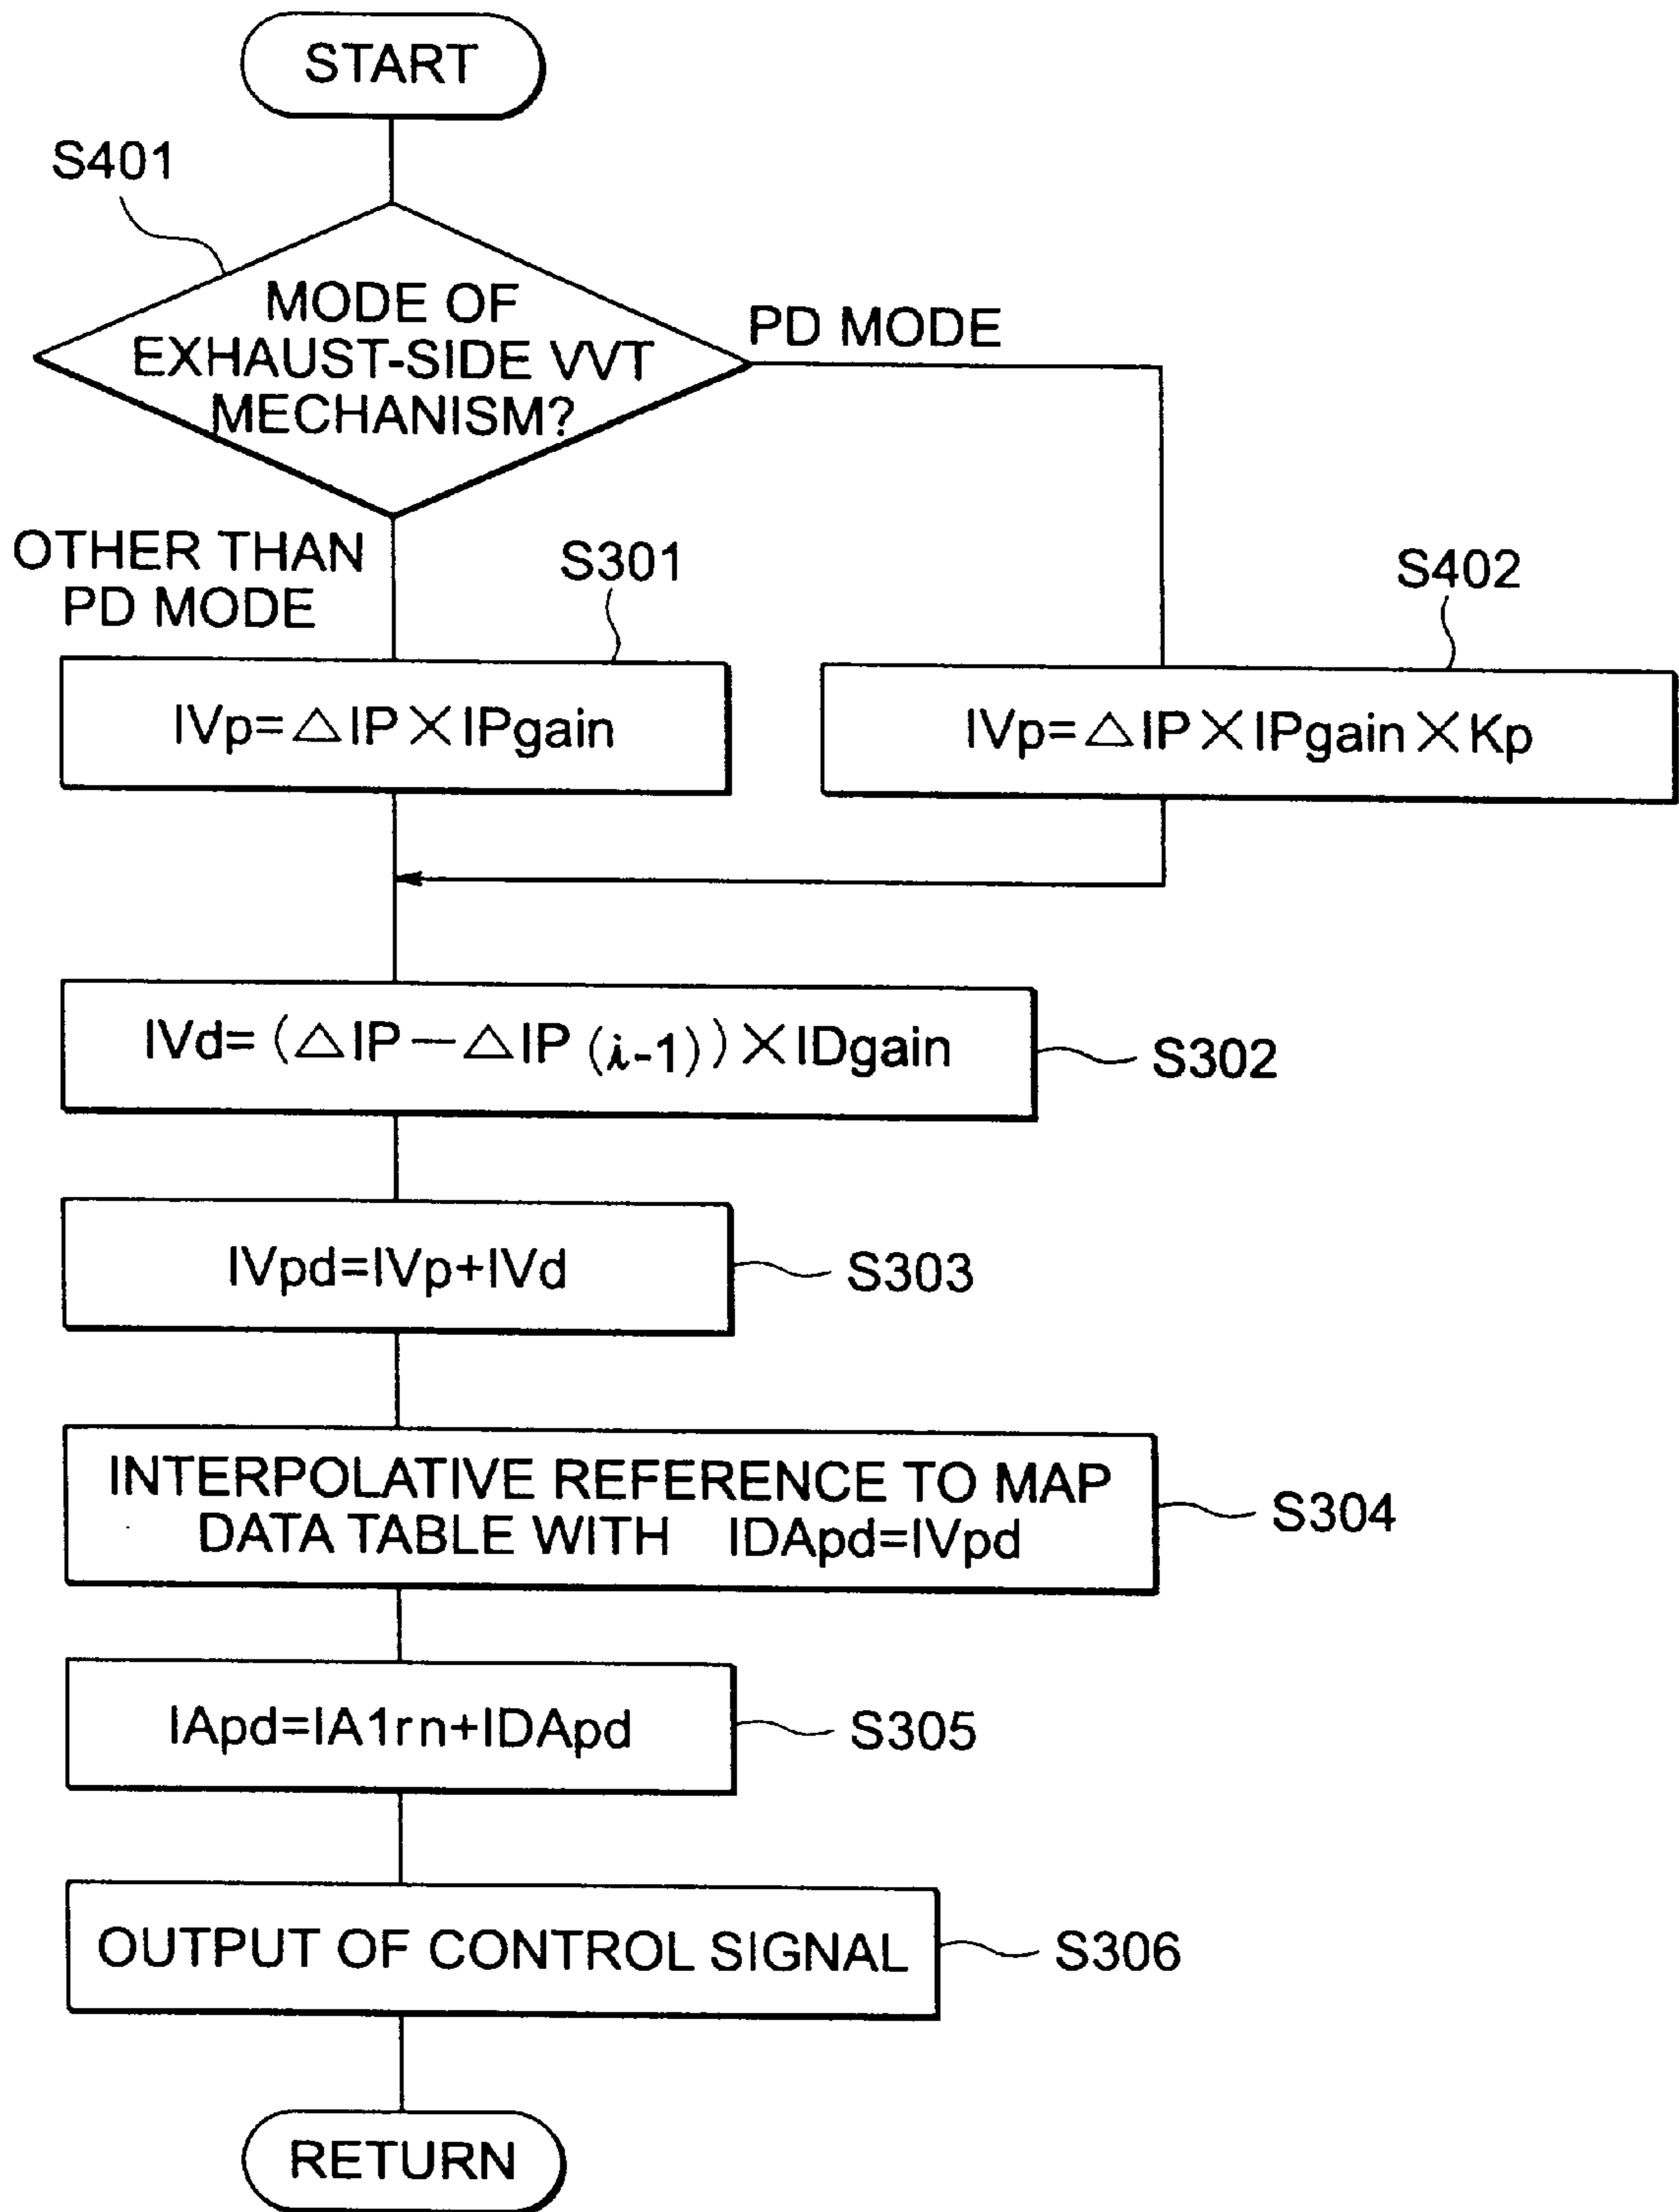 START
S401
MODE OF
EXHAUST-SIDE VVT
MECHANISM?
PD MODE
OTHER THAN
PD MODE
S301
S402
IVp=△IP×IPgain
IVp=△IP×IPgain×Kp
IVd=(△IP-△IP(i-1))×IDgain
S302
IVpd=IVp+IVd
S303
INTERPOLATIVE REFERENCE TO MAP
DATA TABLE WITH IDApd=IVpd
S304
IApd=IA1rn+IDApd
S305
OUTPUT OF CONTROL SIGNAL
S306
RETURN